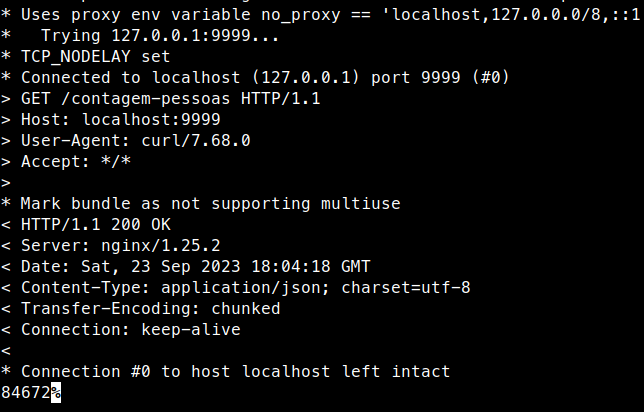 * Uses proxy env variable no_proxy == 'localhost,127.0.0.0/8,::1
*   Trying 127.0.0.1:9999...
* TCP_NODELAY set
* Connected to localhost (127.0.0.1) port 9999 (#0)
> GET /contagem-pessoas HTTP/1.1
> Host: localhost:9999
> User-Agent: curl/7.68.0
> Accept: */*
>
* Mark bundle as not supporting multiuse
< HTTP/1.1 200 OK
< Server: nginx/1.25.2
< Date: Sat, 23 Sep 2023 18:04:18 GMT
< Content-Type: application/json; charset=utf-8
< Transfer-Encoding: chunked
< Connection: keep-alive
<
* Connection #0 to host localhost left intact
84672%